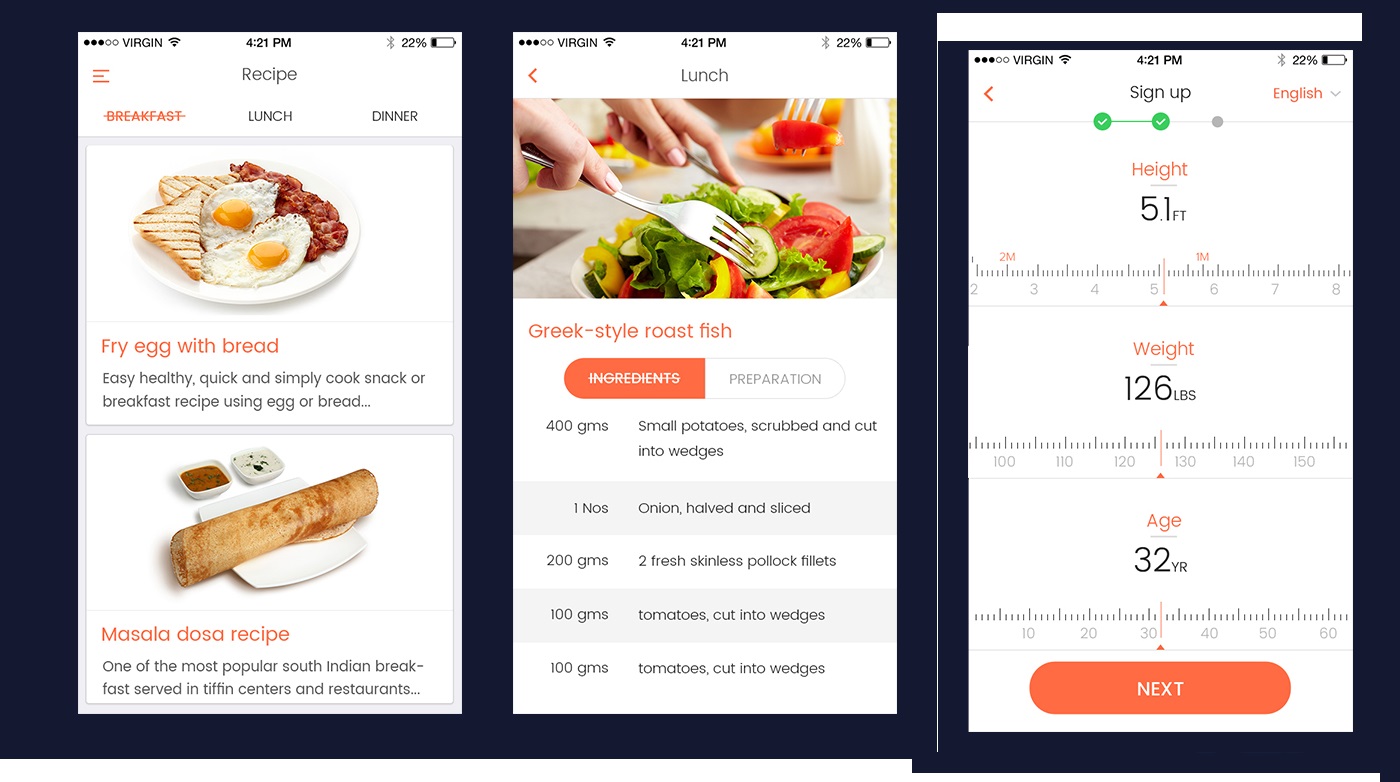 VIRGIN 4:21 PM 22%
Recipe
BREAKFAST LUNCH DINNER
Fry egg with bread
Easy healthy, quick and simply cook snack or
breakfast recipe using egg or bread...
Masala dosa recipe
One of the most popular south Indian break-
fast served in tiffin centers and restaurants...
VIRGIN 4:21 PM 22%
Lunch
Greek-style roast fish
INGREDIENTS PREPARATION
400 gms Small potatoes, scrubbed and cut
into wedges
1 Nos Onion, halved and sliced
200 gms 2 fresh skinless pollock fillets
100 gms tomatoes, cut into wedges
100 gms tomatoes, cut into wedges
VIRGIN 4:21 PM 22%
Sign up English
Height
5.1FT
2M 1M
2 3 4 5 6 7 8
Weight
126LBS
100 110 120 130 140 150
Age
32YR
10 20 30 40 50 60
NEXT